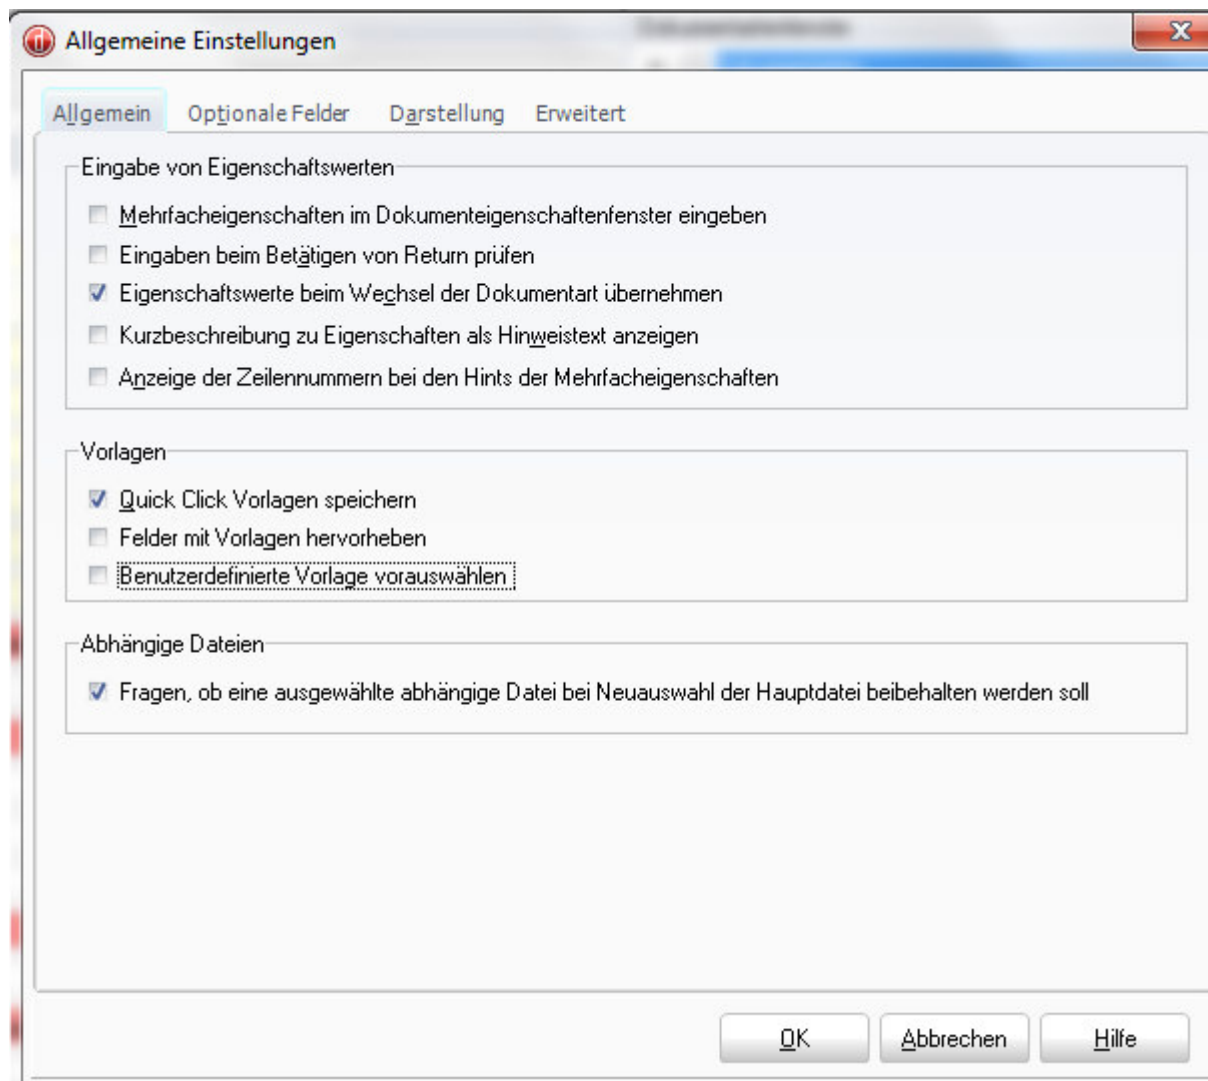 Allgemeine Einstellungen
Allgemein Optionale Felder Darstellung Erweitert
Eingabe von Eigenschaftswerten
Mehrfacheigenschaften im Dokumenteigenschaftenfenster eingeben
Eingaben beim Betätigen von Return prüfen
Eigenschaftswerte beim Wechsel der Dokumentart übernehmen
Kurzbeschreibung zu Eigenschaften als Hinweistext anzeigen
Anzeige der Zeilennummern bei den Hints der Mehrfacheigenschaften
Vorlagen
Quick Click Vorlagen speichern
Felder mit Vorlagen hervorheben
Benutzerdefinierte Vorlage vorauswählen
Abhängige Dateien
Fragen, ob eine ausgewählte abhängige Datei bei Neuauswahl der Hauptdatei beibehalten werden soll
OK Abbrechen Hilfe